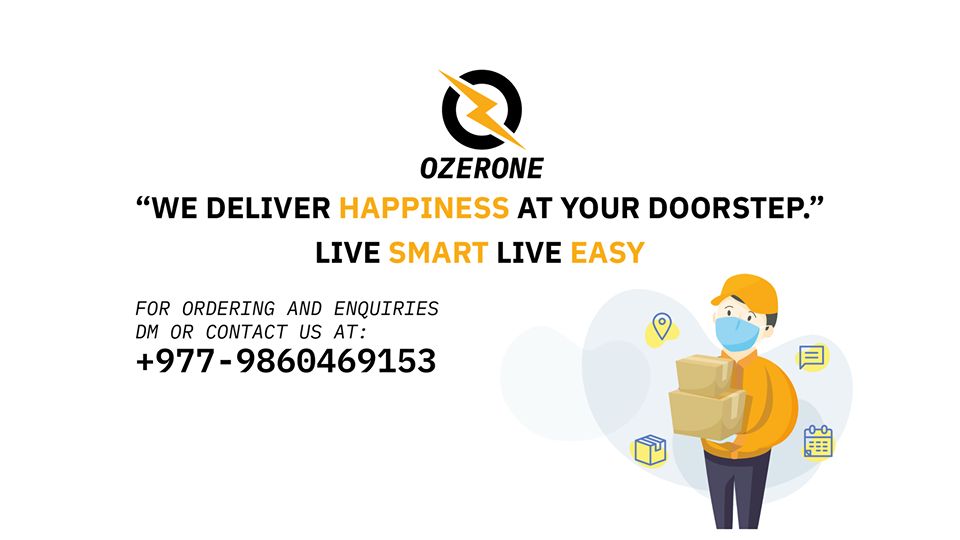 OZERONE
“WE DELIVER HAPPINESS AT YOUR DOORSTEP.”
LIVE SMART LIVE EASY
FOR ORDERING AND ENQUIRIES
DM OR CONTACT US AT:
+977-9860469153